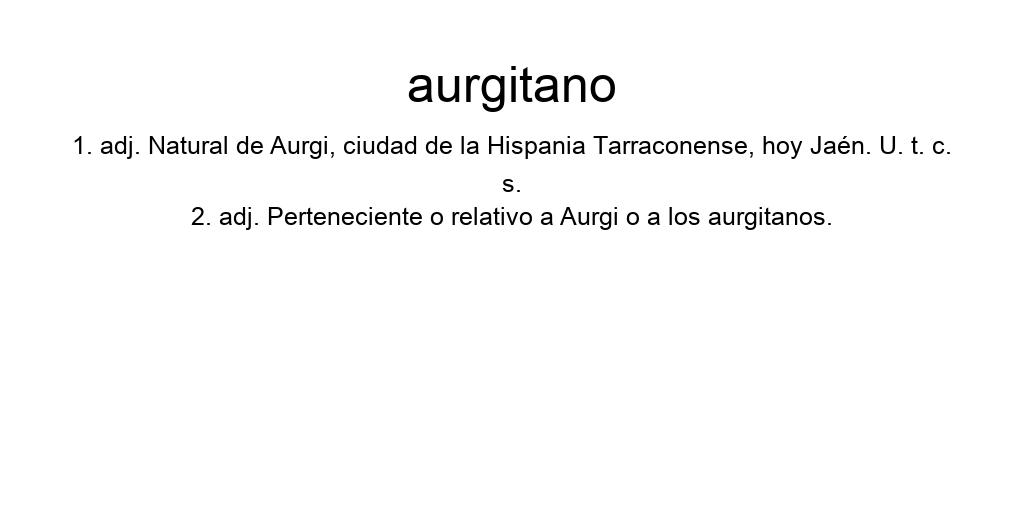 aurgitano
1. adj. Natural de Aurgi, ciudad de la Hispania Tarraconense, hoy Jaén. U. t. c.
s.
2. adj. Perteneciente o relativo a Aurgi o a los aurgitanos.